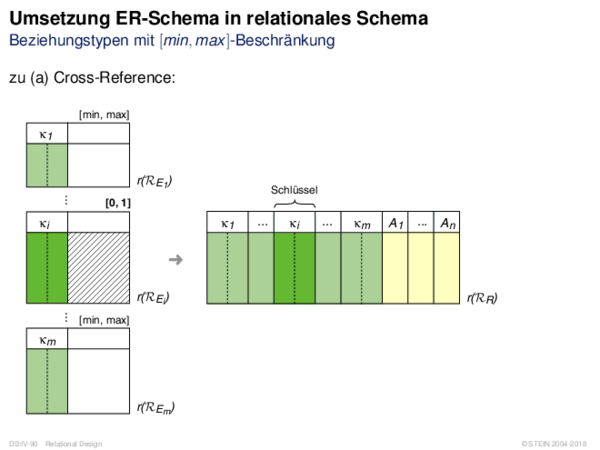 Umsetzung ER-Schema in relationales Schema
Beziehungstypen mit [min, max]-Beschränkung
zu (a) Cross-Reference:
[min, max]
κ1
r(RE1)
⋮
[0, 1]
κi
r(REi)
⋮
[min, max]
κm
r(REm)
➜
Schlüssel
κ1 ... κi ... κm A1 ... An
r(RR)
DB:IV-90 Relational Design
© STEIN 2004-2018